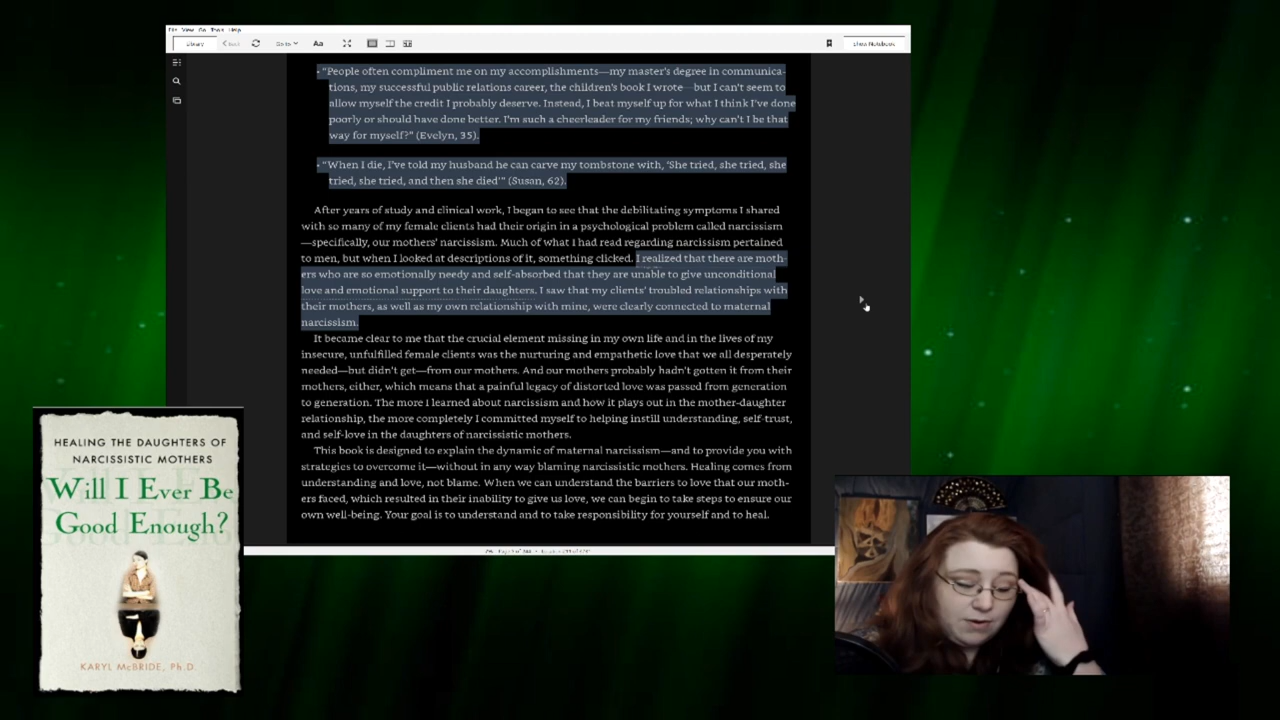 File View Go Tools Help
Library Back Go to Aa Show Notebook
• “People often compliment me on my accomplishments—my master's degree in communica-
tions, my successful public relations career, the children's book I wrote—but I can't seem to
allow myself the credit I probably deserve. Instead, I beat myself up for what I think I've done
poorly or should have done better. I'm such a cheerleader for my friends; why can't I be that
way for myself?” (Evelyn, 35).
• “When I die, I've told my husband he can carve my tombstone with, ‘She tried, she tried, she
tried, she tried, and then she died’” (Susan, 62).
After years of study and clinical work, I began to see that the debilitating symptoms I shared
with so many of my female clients had their origin in a psychological problem called narcissism
—specifically, our mothers' narcissism. Much of what I had read regarding narcissism pertained
to men, but when I looked at descriptions of it, something clicked. I realized that there are moth-
ers who are so emotionally needy and self-absorbed that they are unable to give unconditional
love and emotional support to their daughters. I saw that my clients' troubled relationships with
their mothers, as well as my own relationship with mine, were clearly connected to maternal
narcissism.
It became clear to me that the crucial element missing in my own life and in the lives of my
insecure, unfulfilled female clients was the nurturing and empathetic love that we all desperately
needed—but didn't get—from our mothers. And our mothers probably hadn't gotten it from their
mothers, either, which means that a painful legacy of distorted love was passed from generation
to generation. The more I learned about narcissism and how it plays out in the mother-daughter
relationship, the more completely I committed myself to helping instill understanding, self-trust,
and self-love in the daughters of narcissistic mothers.
This book is designed to explain the dynamic of maternal narcissism—and to provide you with
strategies to overcome it—without in any way blaming narcissistic mothers. Healing comes from
understanding and love, not blame. When we can understand the barriers to love that our moth-
ers faced, which resulted in their inability to give us love, we can begin to take steps to ensure our
own well-being. Your goal is to understand and to take responsibility for yourself and to heal.
HEALING THE DAUGHTERS OF
NARCISSISTIC MOTHERS
Will I Ever Be
Good Enough?
KARYL McBRIDE, Ph.D.